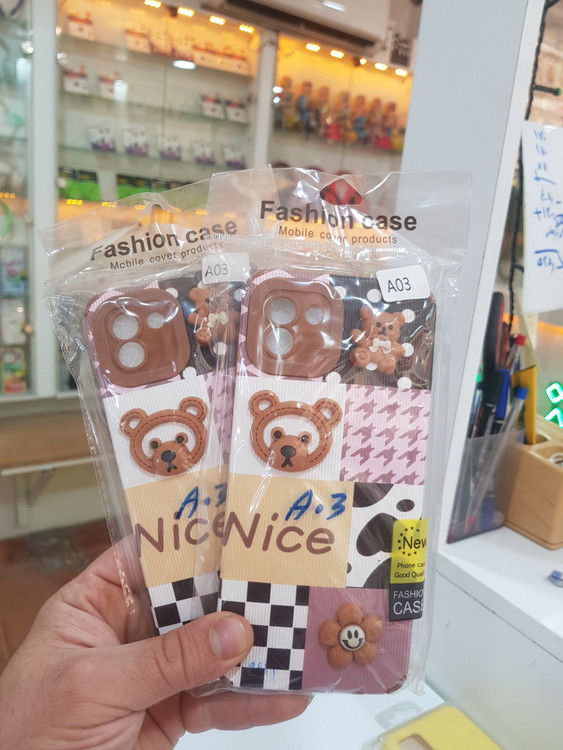 Fashion case
Mobile cover products
A03
A.3
Nice
Fashion case
Mobile cover products
A03
A.3
Nice
New
Phone case
Good Quali
FASHION
CASE